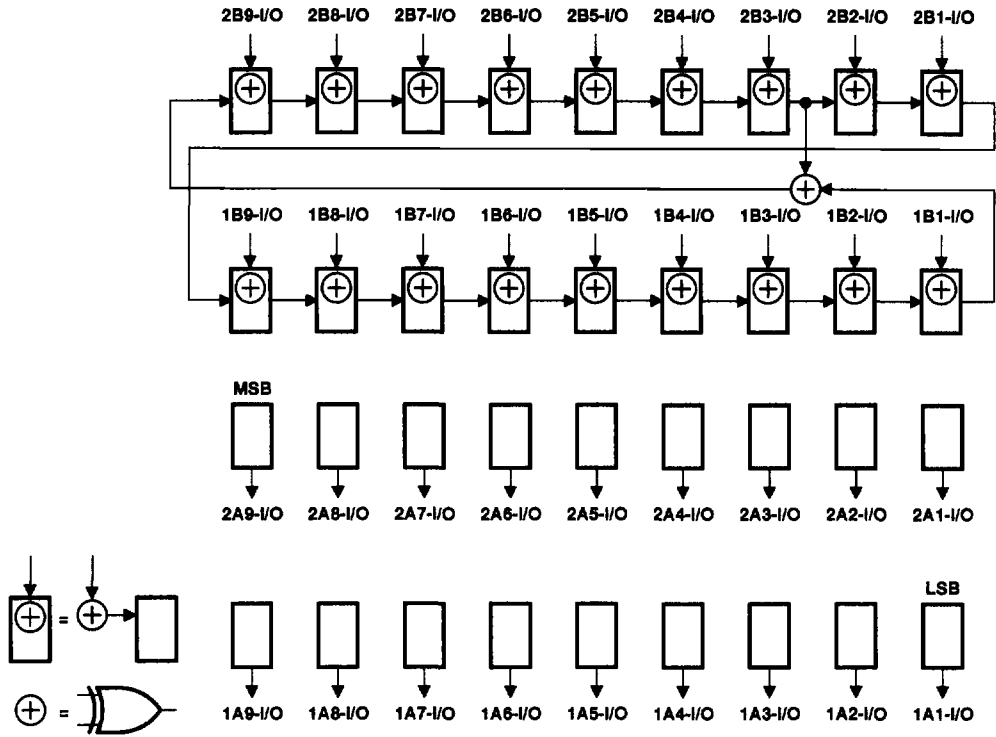 2B9-I/O 2B8-I/O 2B7-I/O 2B6-I/O 2B5-I/O 2B4-I/O 2B3-I/O 2B2-I/O 2B1-I/O
1B9-I/O 1B8-I/O 1B7-I/O 1B6-I/O 1B5-I/O 1B4-I/O 1B3-I/O 1B2-I/O 1B1-I/O
MSB
2A9-I/O 2A8-I/O 2A7-I/O 2A6-I/O 2A5-I/O 2A4-I/O 2A3-I/O 2A2-I/O 2A1-I/O
LSB
=
1A9-I/O 1A8-I/O 1A7-I/O 1A6-I/O 1A5-I/O 1A4-I/O 1A3-I/O 1A2-I/O 1A1-I/O
=